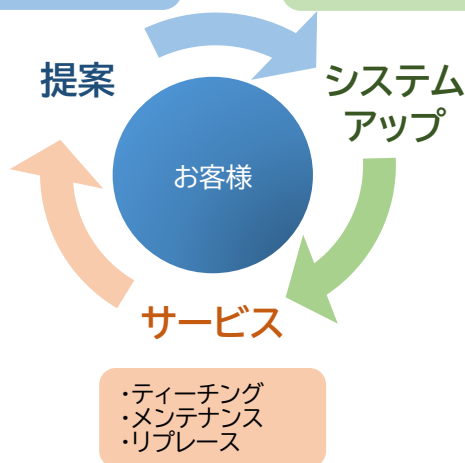 提案
システム
アップ
お客様
サービス
・ティーチング
・メンテナンス
・リプレース